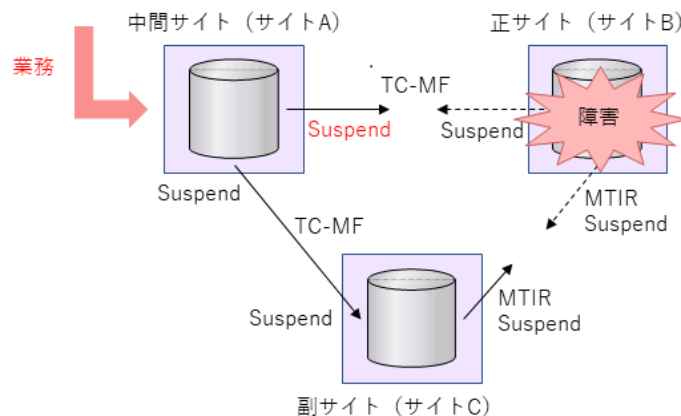 中間サイト（サイトA）
正サイト（サイトB）
業務
TC-MF
Suspend
Suspend
障害
Suspend
MTIR
Suspend
TC-MF
Suspend
MTIR
Suspend
副サイト（サイトC）